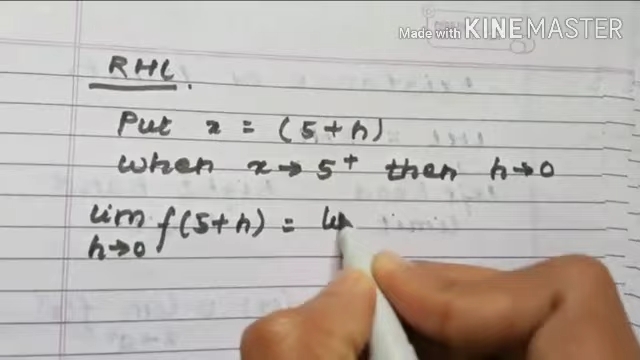 Made with KINEMASTER
RHL.
Put x = (5+h)
when x → 5⁺ then h→0
lim f(5+h) =
h→0